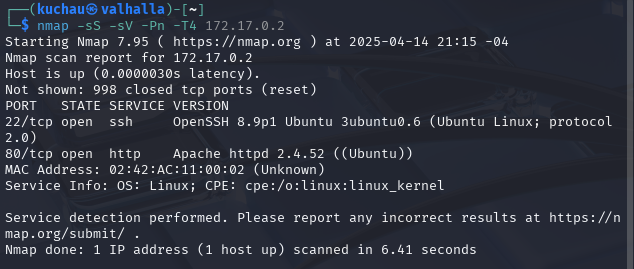 ┌──(kuchau㉿valhalla)-[~]
└─$ nmap -sS -sV -Pn -T4 172.17.0.2
Starting Nmap 7.95 ( https://nmap.org ) at 2025-04-14 21:15 -04
Nmap scan report for 172.17.0.2
Host is up (0.0000030s latency).
Not shown: 998 closed tcp ports (reset)
PORT   STATE SERVICE VERSION
22/tcp open  ssh     OpenSSH 8.9p1 Ubuntu 3ubuntu0.6 (Ubuntu Linux; protocol
2.0)
80/tcp open  http    Apache httpd 2.4.52 ((Ubuntu))
MAC Address: 02:42:AC:11:00:02 (Unknown)
Service Info: OS: Linux; CPE: cpe:/o:linux:linux_kernel

Service detection performed. Please report any incorrect results at https://n
map.org/submit/ .
Nmap done: 1 IP address (1 host up) scanned in 6.41 seconds